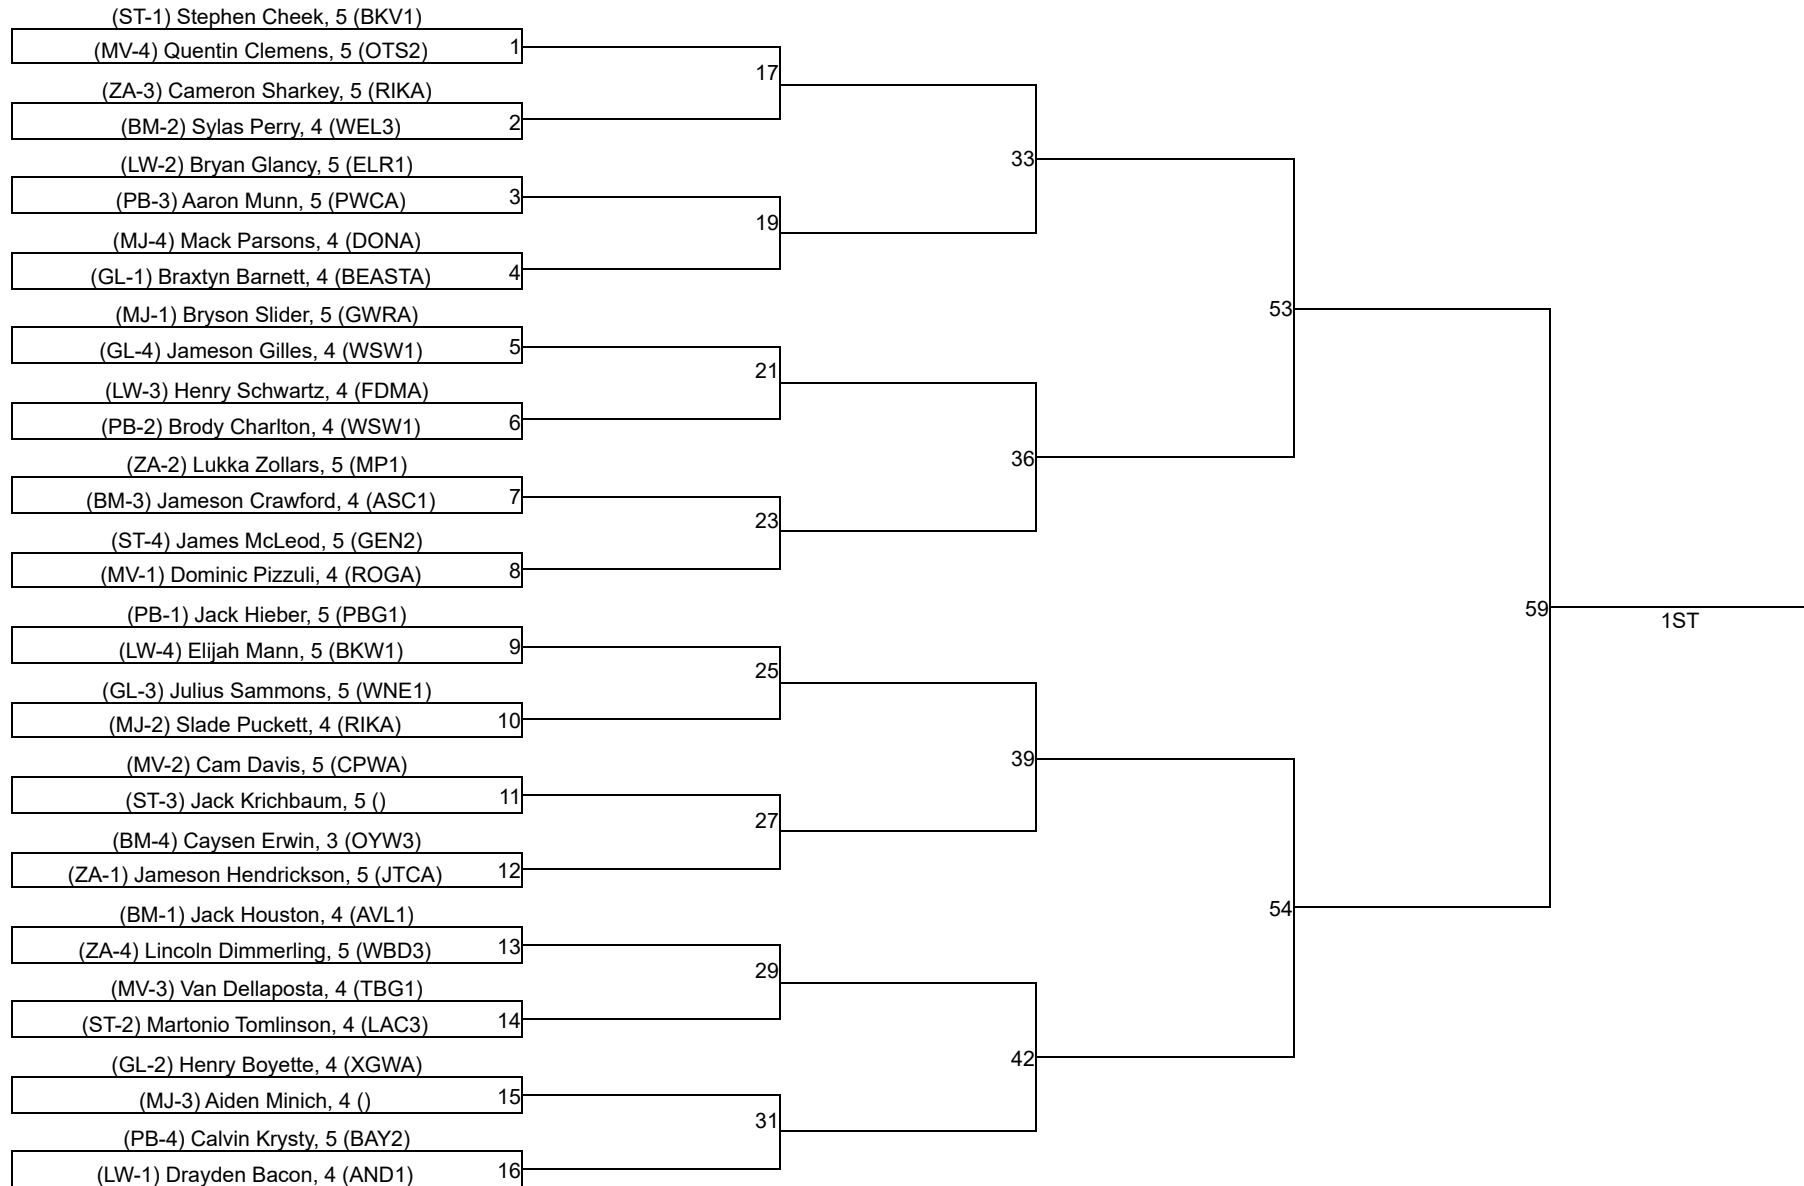 (ST-1) Stephen Cheek, 5 (BKV1)
(MV-4) Quentin Clemens, 5 (OTS2)
1
17
(ZA-3) Cameron Sharkey, 5 (RIKA)
(BM-2) Sylas Perry, 4 (WEL3)
2
33
(LW-2) Bryan Glancy, 5 (ELR1)
(PB-3) Aaron Munn, 5 (PWCA)
3
19
(MJ-4) Mack Parsons, 4 (DONA)
(GL-1) Braxtyn Barnett, 4 (BEASTA)
4
53
(MJ-1) Bryson Slider, 5 (GWRA)
(GL-4) Jameson Gilles, 4 (WSW1)
5
21
(LW-3) Henry Schwartz, 4 (FDMA)
(PB-2) Brody Charlton, 4 (WSW1)
6
36
(ZA-2) Lukka Zollars, 5 (MP1)
(BM-3) Jameson Crawford, 4 (ASC1)
7
23
(ST-4) James McLeod, 5 (GEN2)
(MV-1) Dominic Pizzuli, 4 (ROGA)
8
59
1ST
(PB-1) Jack Hieber, 5 (PBG1)
(LW-4) Elijah Mann, 5 (BKW1)
9
25
(GL-3) Julius Sammons, 5 (WNE1)
(MJ-2) Slade Puckett, 4 (RIKA)
10
39
(MV-2) Cam Davis, 5 (CPWA)
(ST-3) Jack Krichbaum, 5 ()
11
27
(BM-4) Caysen Erwin, 3 (OYW3)
(ZA-1) Jameson Hendrickson, 5 (JTCA)
12
54
(BM-1) Jack Houston, 4 (AVL1)
(ZA-4) Lincoln Dimmerling, 5 (WBD3)
13
29
(MV-3) Van Dellaposta, 4 (TBG1)
(ST-2) Martonio Tomlinson, 4 (LAC3)
14
42
(GL-2) Henry Boyette, 4 (XGWA)
(MJ-3) Aiden Minich, 4 ()
15
31
(PB-4) Calvin Krysty, 5 (BAY2)
(LW-1) Drayden Bacon, 4 (AND1)
16